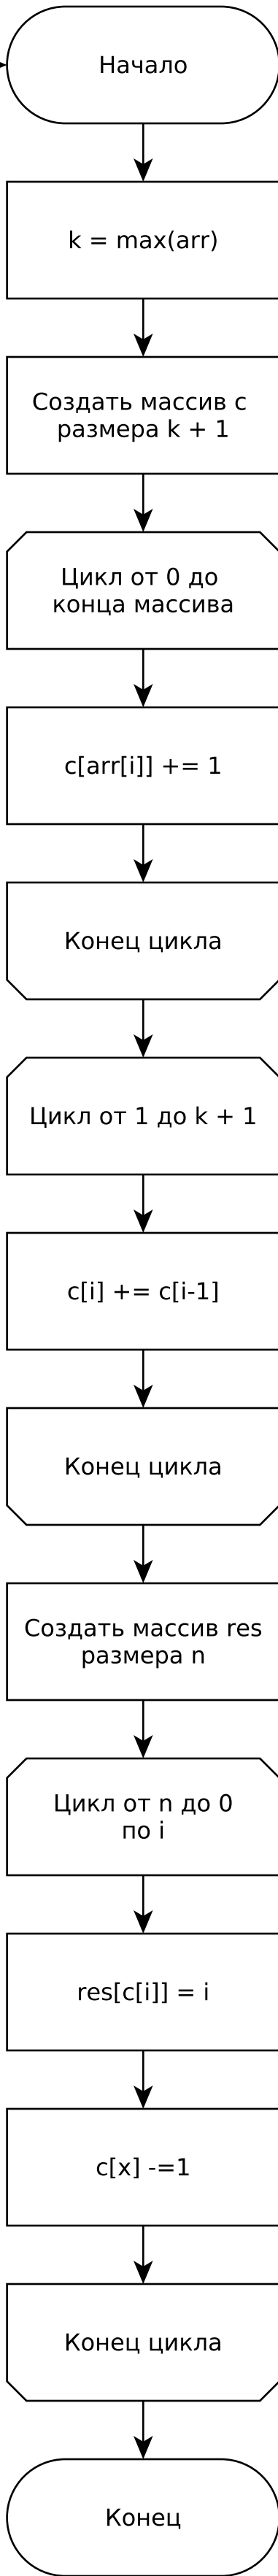 Начало
k = max(arr)
Создать массив c
размера k + 1
Цикл от 0 до
конца массива
c[arr[i]] += 1
Конец цикла
Цикл от 1 до k + 1
c[i] += c[i-1]
Конец цикла
Создать массив res
размера n
Цикл от n до 0
по i
res[c[i]] = i
c[x] -=1
Конец цикла
Конец